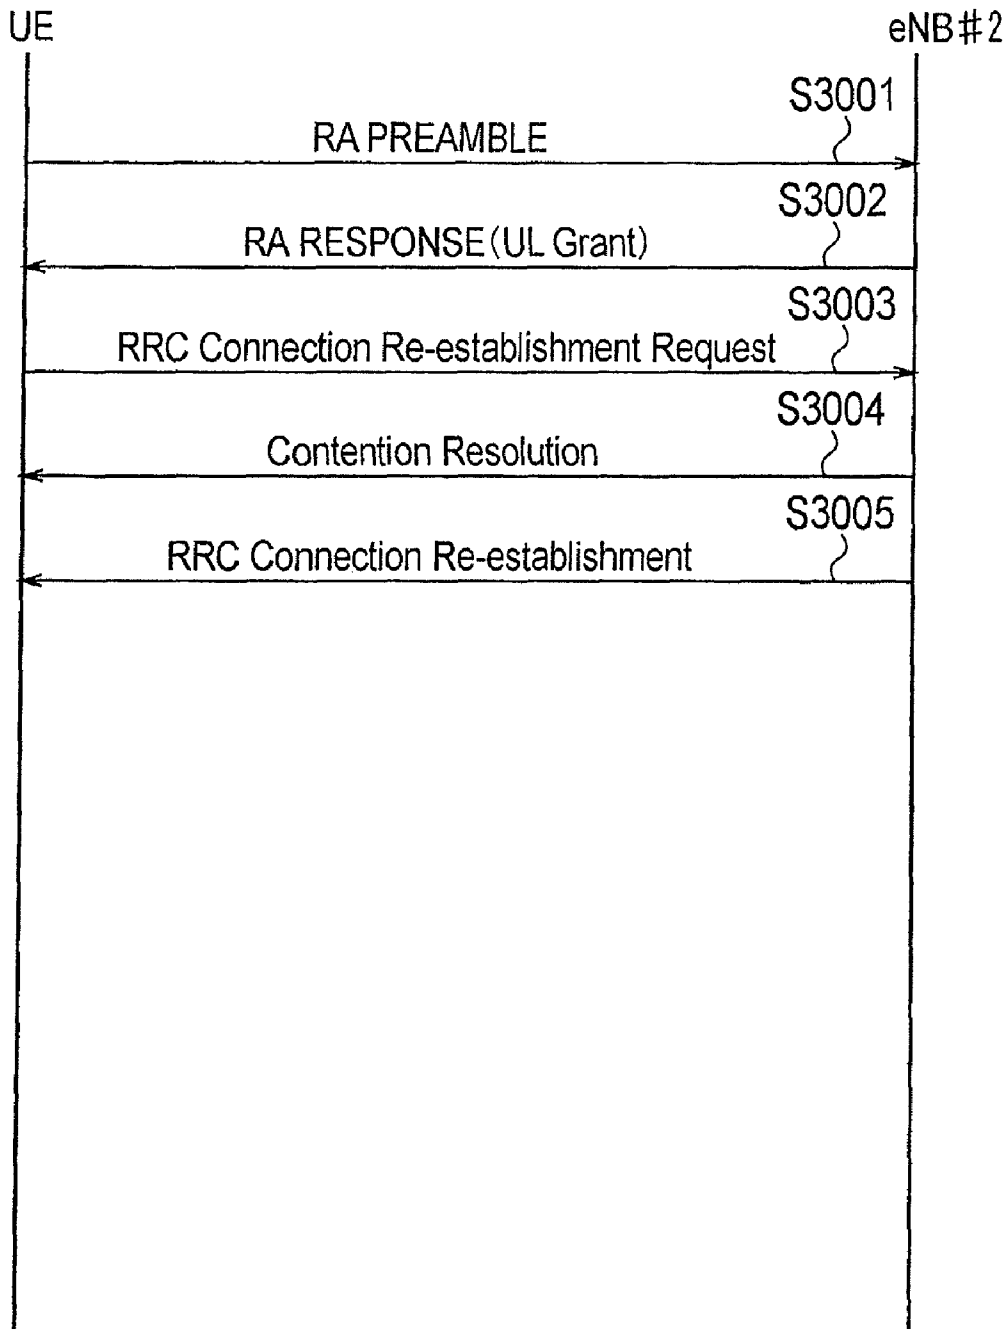 UE
eNB#2
S3001
RA PREAMBLE
S3002
RA RESPONSE(UL Grant)
S3003
RRC Connection Re-establishment Request
S3004
Contention Resolution
S3005
RRC Connection Re-establishment